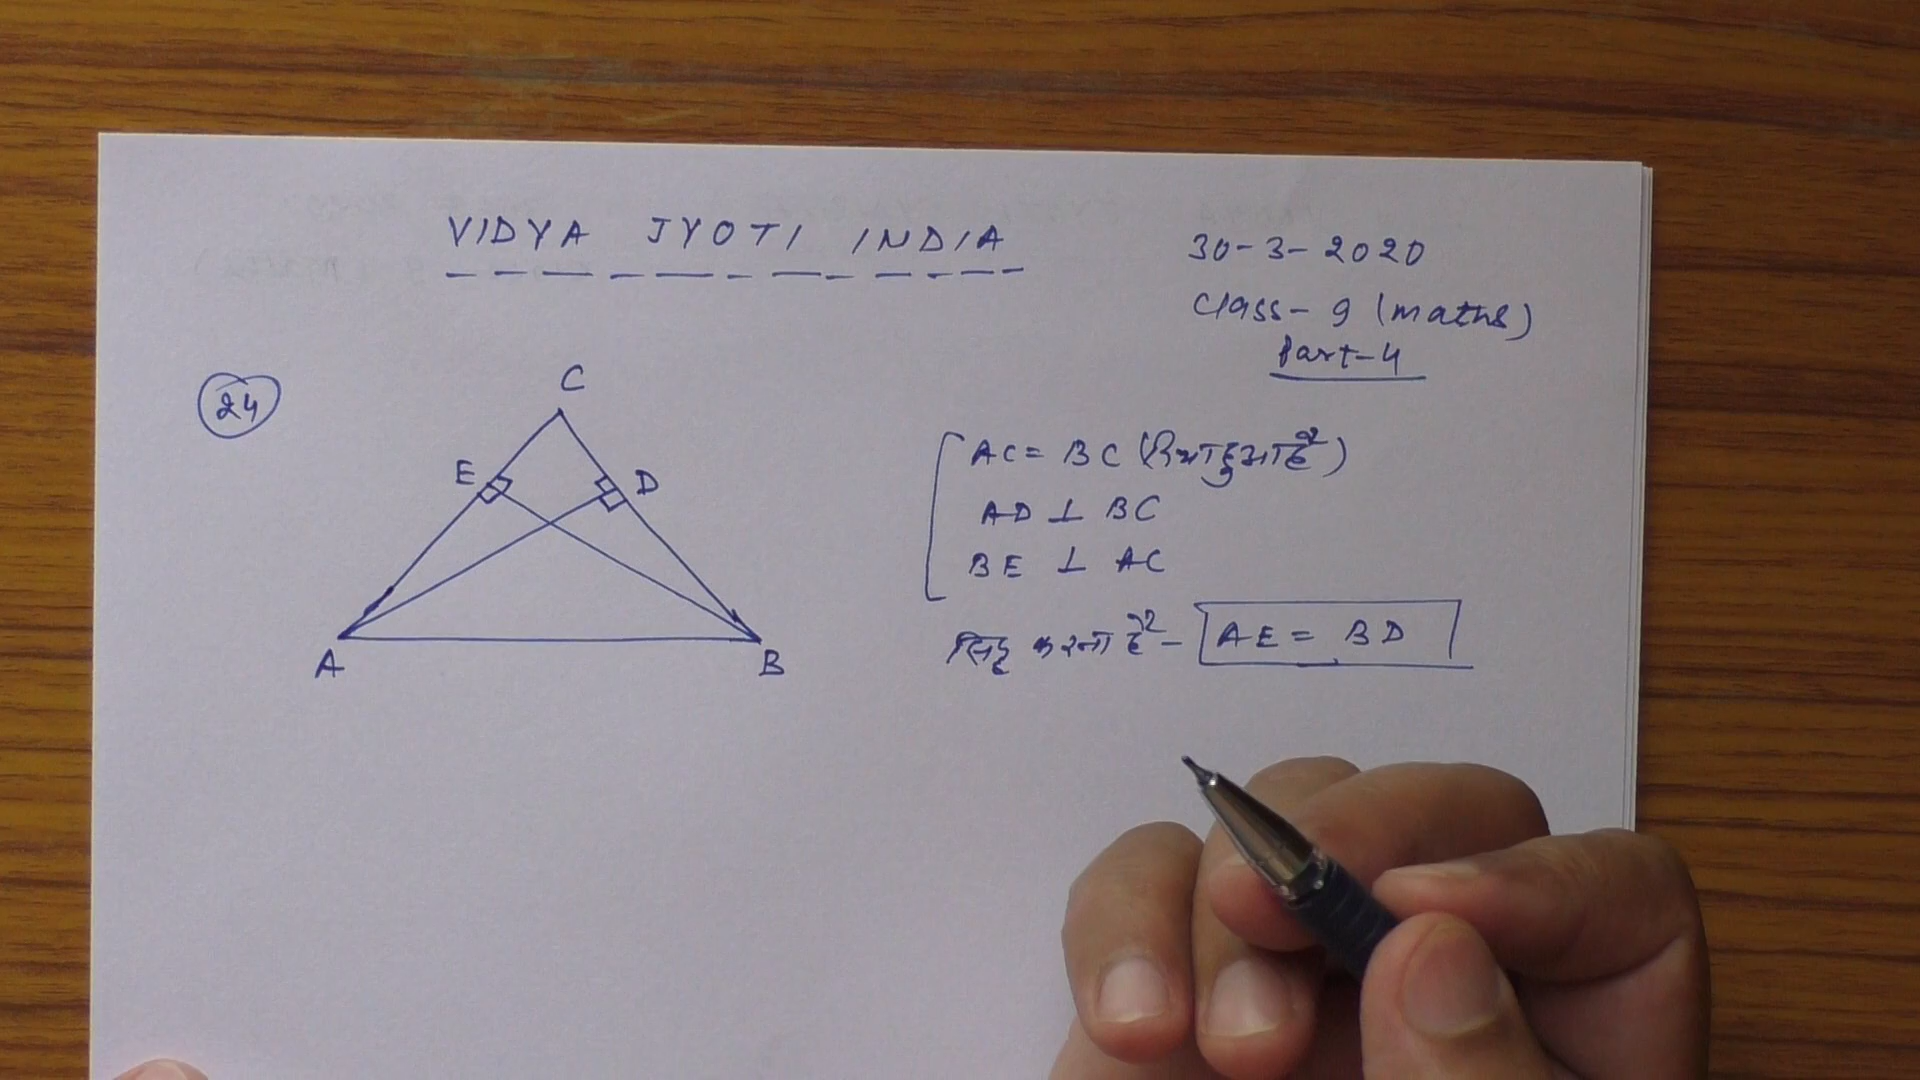 VIDYA JYOTI INDIA
30-3-2020
Class-9 (maths)
Part-4
24
C
E
D
A
B
AC = BC (समद्विबाहु है)
AD ⊥ BC
BE ⊥ AC
सिद्ध करना है - AE = BD